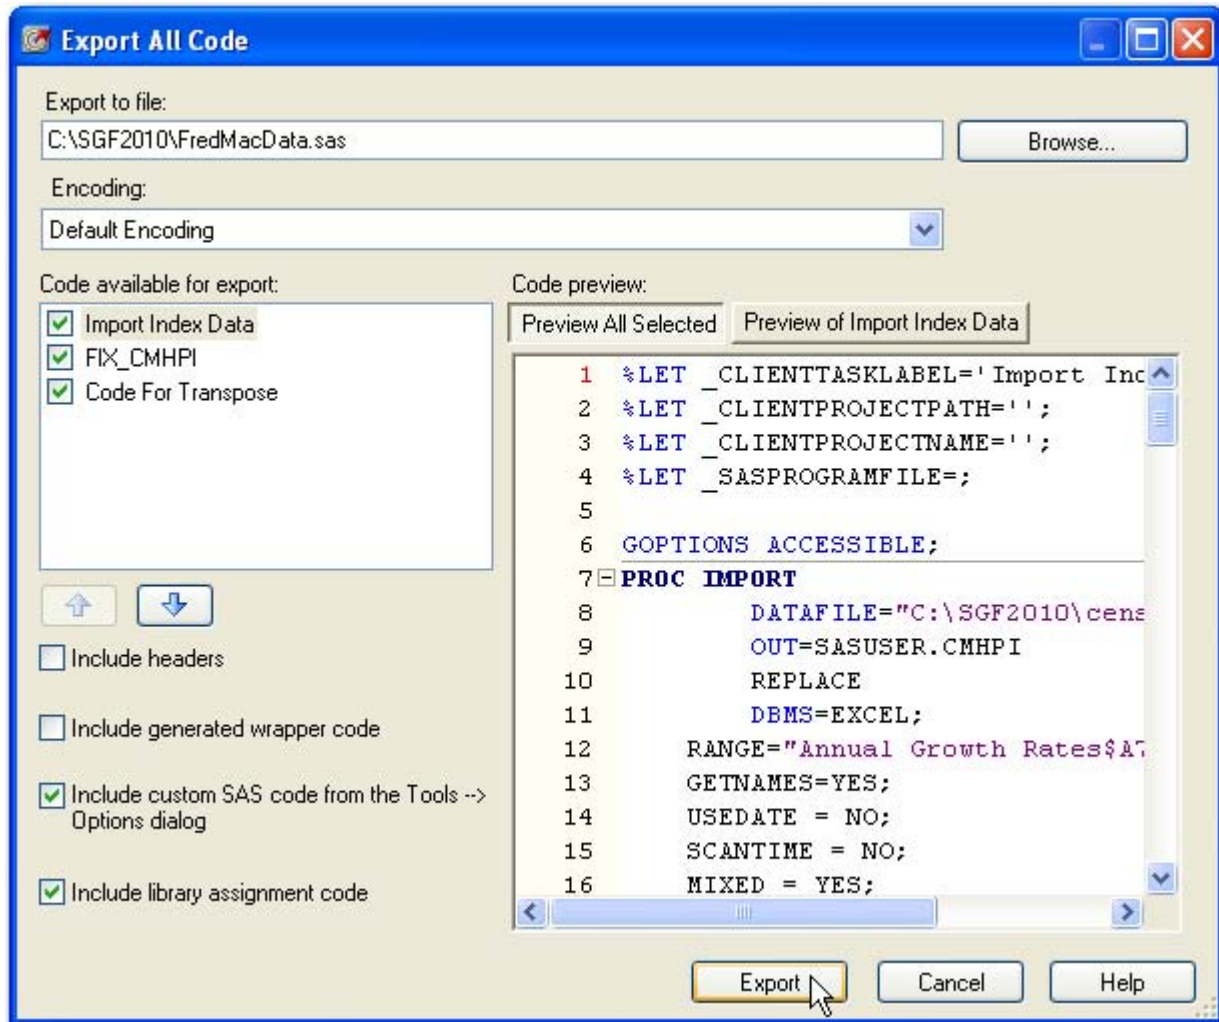 Export All Code
Export to file:
C:\SGF2010\FredMacData.sas
Browse...
Encoding:
Default Encoding
Code available for export:
Import Index Data
FIX_CMHPI
Code For Transpose
Include headers
Include generated wrapper code
Include custom SAS code from the Tools -->
Options dialog
Include library assignment code
Code preview:
Preview All Selected
Preview of Import Index Data
1 %LET _CLIENTTASKLABEL='Import Ind
2 %LET _CLIENTPROJECTPATH='';
3 %LET _CLIENTPROJECTNAME='';
4 %LET _SASPROGRAMFILE=;
5
6 GOPTIONS ACCESSIBLE;
7 PROC IMPORT
8 DATAFILE="C:\SGF2010\cens
9 OUT=SASUSER.CMHPI
10 REPLACE
11 DBMS=EXCEL;
12 RANGE="Annual Growth Rates$A7
13 GETNAMES=YES;
14 USEDATE = NO;
15 SCANTIME = NO;
16 MIXED = YES;
Export
Cancel
Help